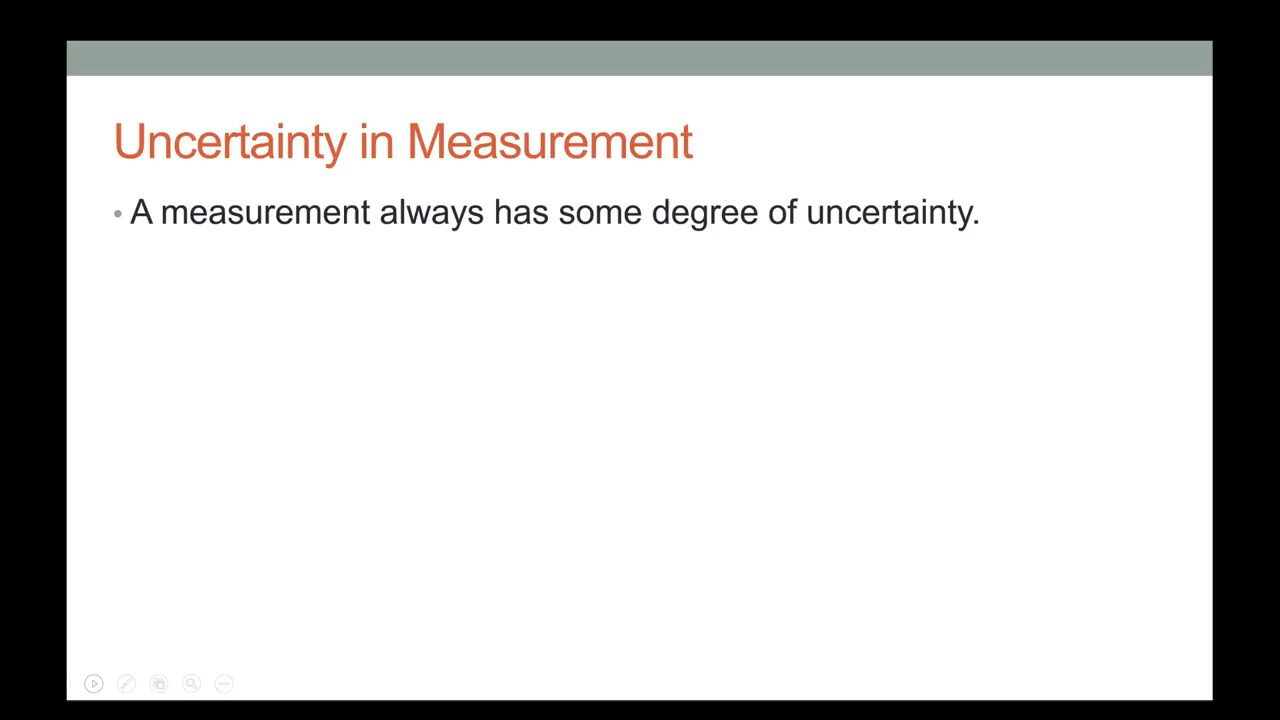 Uncertainty in Measurement
• A measurement always has some degree of uncertainty.